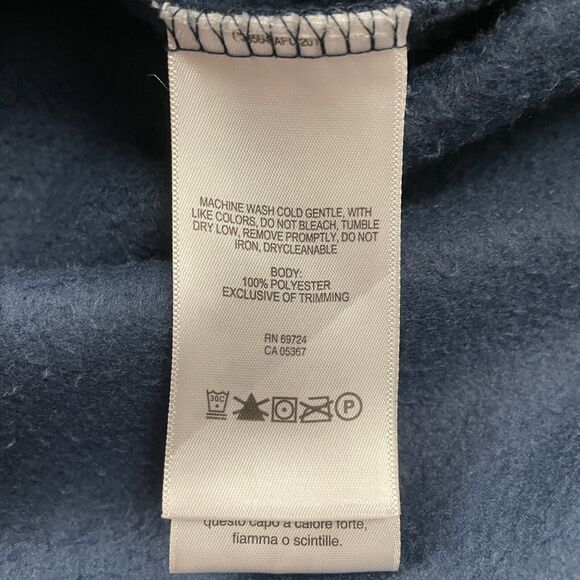 MACHINE WASH COLD GENTLE, WITH
LIKE COLORS, DO NOT BLEACH, TUMBLE
DRY LOW, REMOVE PROMPTLY, DO NOT
IRON, DRYCLEANABLE
BODY:
100% POLYESTER
EXCLUSIVE OF TRIMMING
RN 69724
CA 05367
30C P
questo capo a calore forte,
fiamma o scintille.